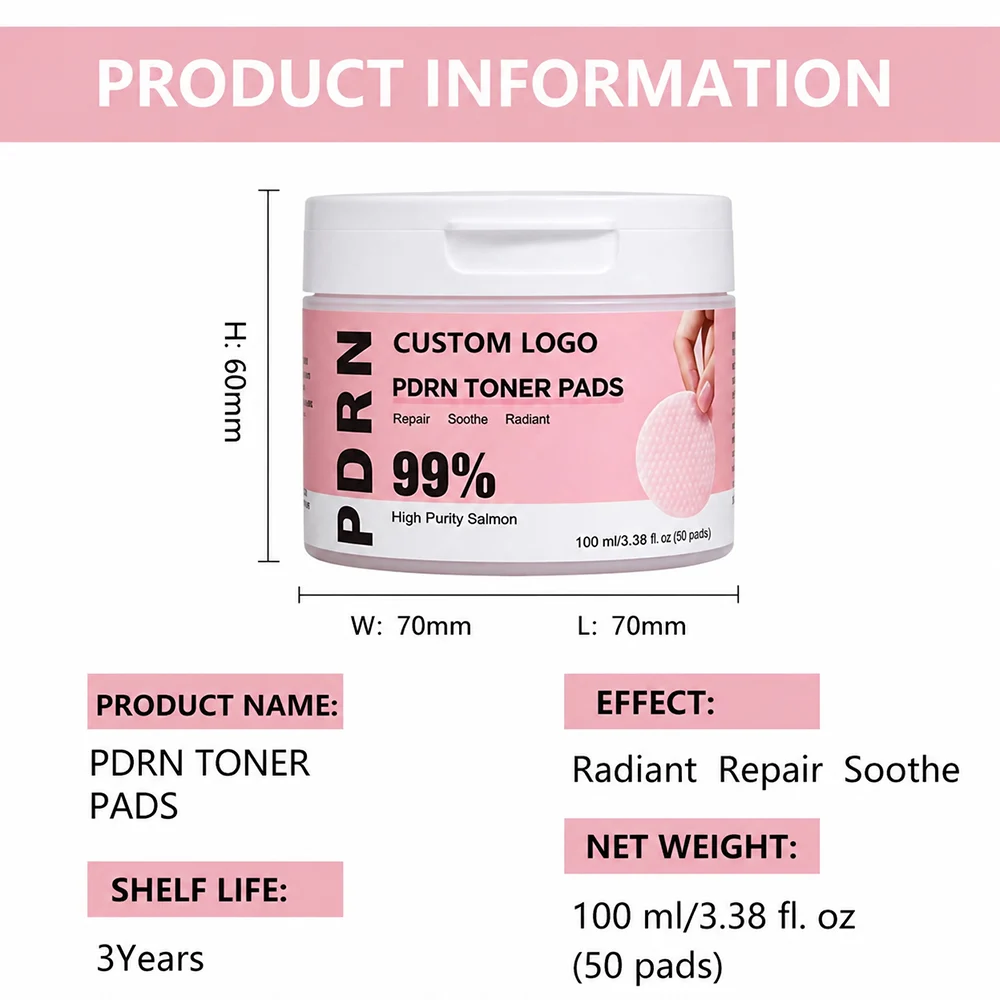 PRODUCT INFORMATION
H: 60mm
PDRN
CUSTOM LOGO
PDRN TONER PADS
Repair Soothe Radiant
99%
High Purity Salmon
100 ml/3.38 fl. oz (50 pads)
W: 70mm L: 70mm
PRODUCT NAME:
PDRN TONER
PADS
EFFECT:
Radiant Repair Soothe
SHELF LIFE:
3Years
NET WEIGHT:
100 ml/3.38 fl. oz
(50 pads)